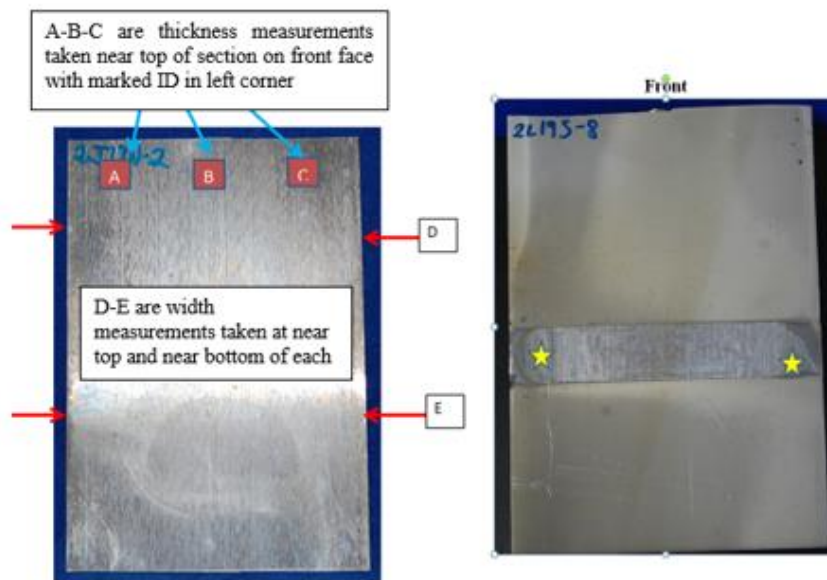 A-B-C are thickness measurements
taken near top of section on front face
with marked ID in left corner
Front
2L19S-8
A
B
C
D
D-E are width
measurements taken at near
top and near bottom of each
E